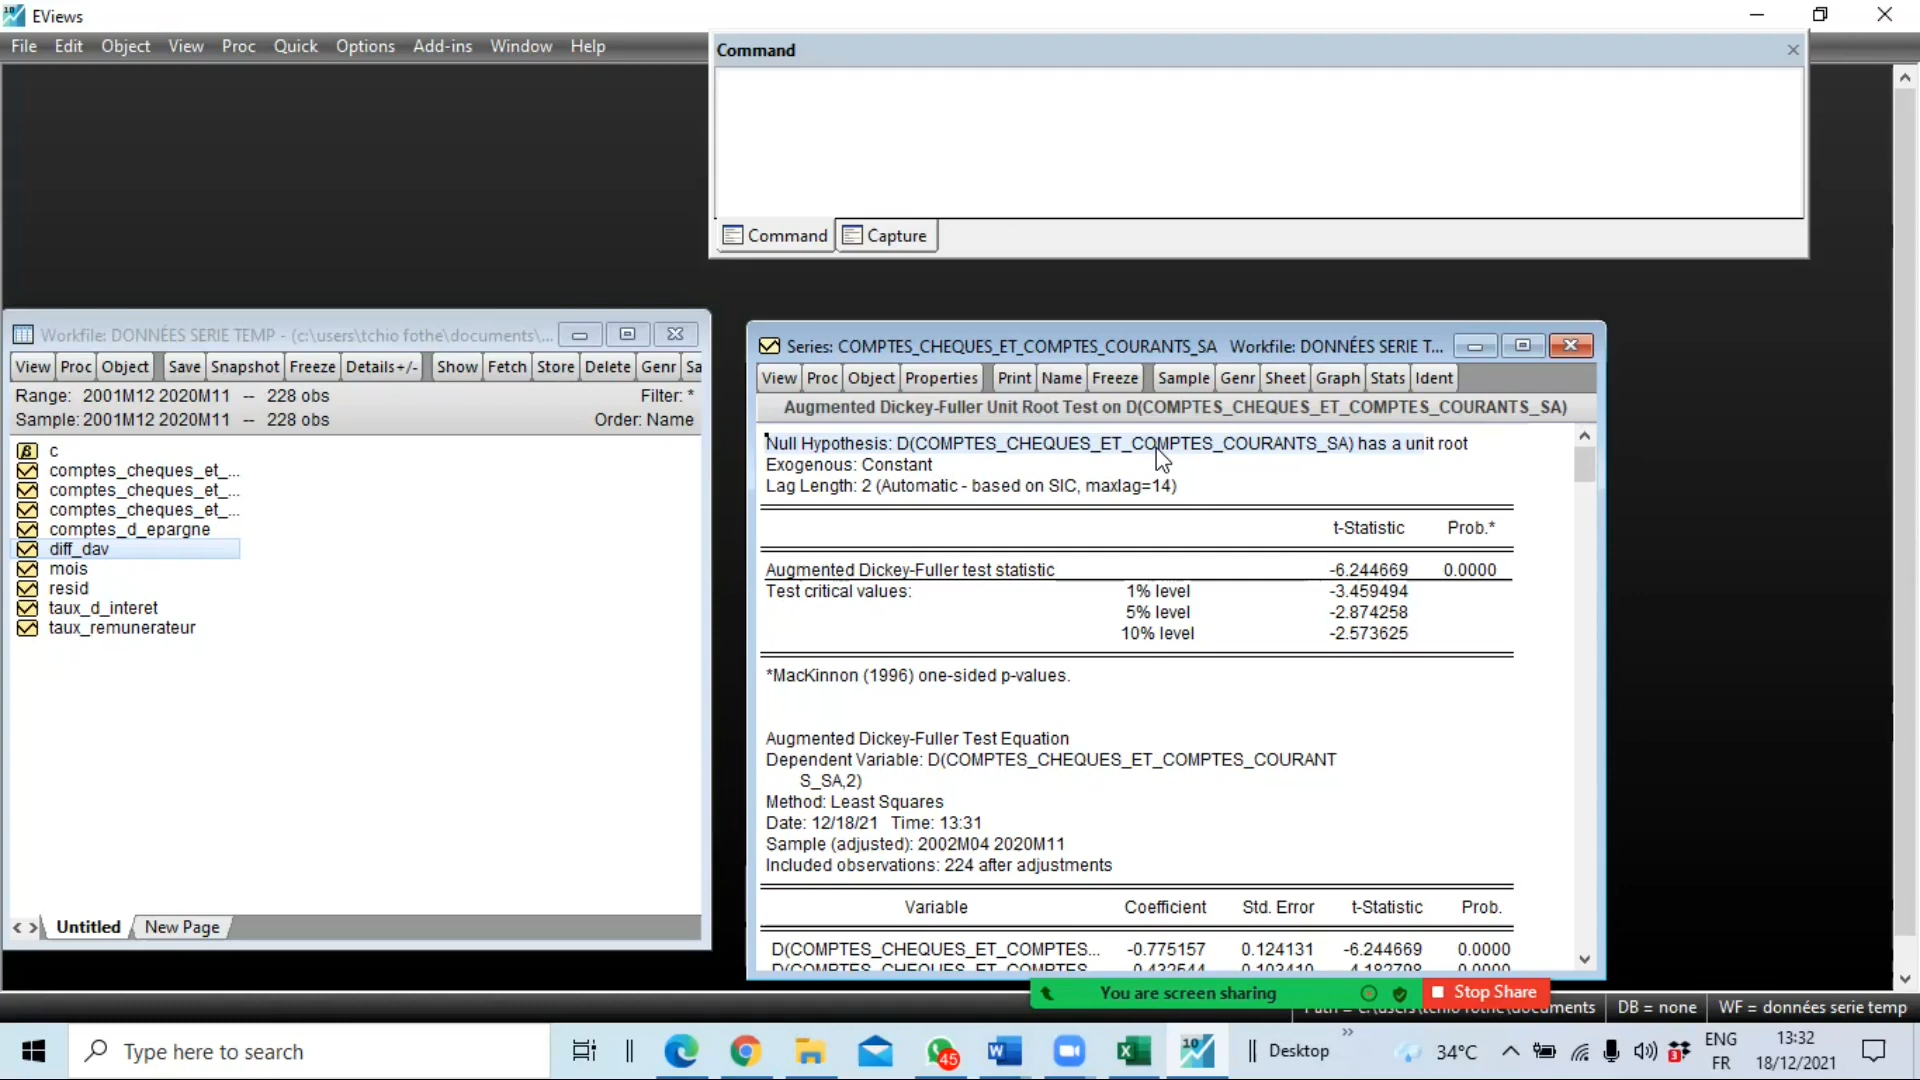 EViews
File Edit Object View Proc Quick Options Add-ins Window Help
Command
Command Capture
Workfile: DONNÉES SERIE TEMP - (c:\users\tchio fothe\documents\...
View Proc Object Save Snapshot Freeze Details+/- Show Fetch Store Delete Genr Sa
Range: 2001M12 2020M11 -- 228 obs Filter: *
Sample: 2001M12 2020M11 -- 228 obs Order: Name
c
comptes_cheques_et_...
comptes_cheques_et_...
comptes_cheques_et_...
comptes_d_epargne
diff_dav
mois
resid
taux_d_interet
taux_remunerateur
< > Untitled New Page
Series: COMPTES_CHEQUES_ET_COMPTES_COURANTS_SA Workfile: DONNÉES SERIE T...
View Proc Object Properties Print Name Freeze Sample Genr Sheet Graph Stats Ident
Augmented Dickey-Fuller Unit Root Test on D(COMPTES_CHEQUES_ET_COMPTES_COURANTS_SA)
Null Hypothesis: D(COMPTES_CHEQUES_ET_COMPTES_COURANTS_SA) has a unit root
Exogenous: Constant
Lag Length: 2 (Automatic - based on SIC, maxlag=14)
t-Statistic Prob.*
Augmented Dickey-Fuller test statistic -6.244669 0.0000
Test critical values: 1% level -3.459494
5% level -2.874258
10% level -2.573625
*MacKinnon (1996) one-sided p-values.
Augmented Dickey-Fuller Test Equation
Dependent Variable: D(COMPTES_CHEQUES_ET_COMPTES_COURANT
S_SA,2)
Method: Least Squares
Date: 12/18/21 Time: 13:31
Sample (adjusted): 2002M04 2020M11
Included observations: 224 after adjustments
Variable Coefficient Std. Error t-Statistic Prob.
D(COMPTES_CHEQUES_ET_COMPTES... -0.775157 0.124131 -6.244669 0.0000
You are screen sharing Stop Share
DB = none WF = données serie temp
Type here to search
45
Desktop
34°C
3
ENG
FR
13:32
18/12/2021